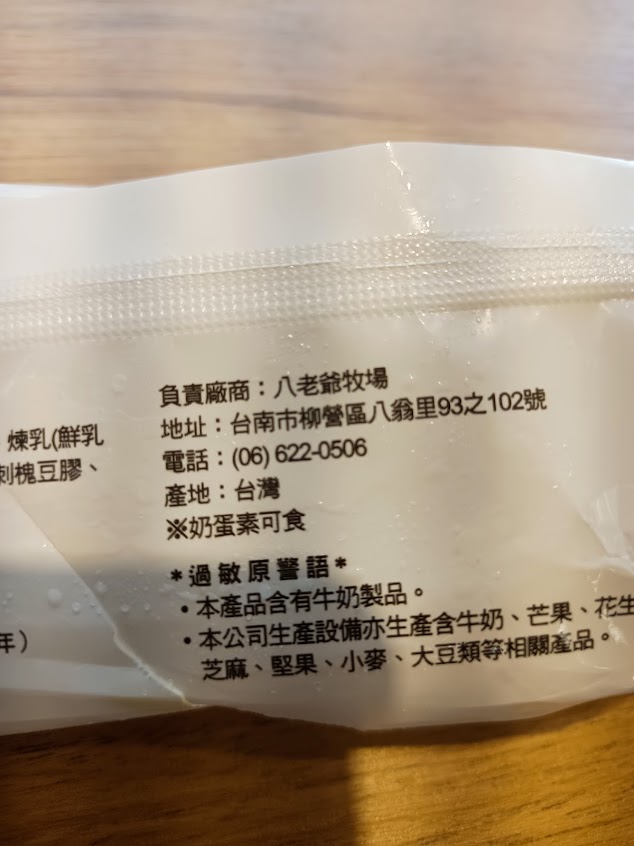 煉乳(鮮乳
刺槐豆膠、
年）
負責廠商：八老爺牧場
地址：台南市柳營區八翁里93之102號
電話：(06) 622-0506
產地：台灣
※奶蛋素可食
*過敏原警語*
・本產品含有牛奶製品。
・本公司生產設備亦生產含牛奶、芒果、花生
芝麻、堅果、小麥、大豆類等相關產品。